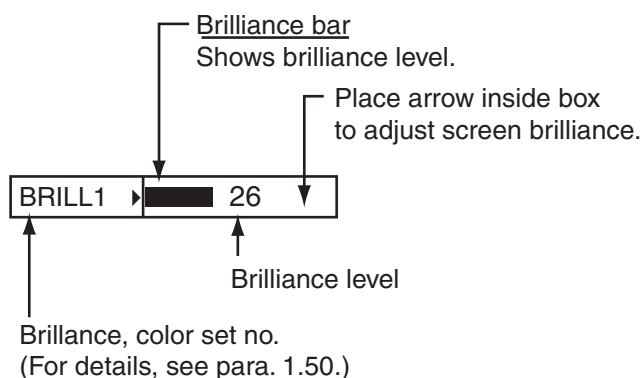 Brilliance bar
Shows brilliance level.
Place arrow inside box
to adjust screen brilliance.
BRILL1 26
Brilliance level
Brillance, color set no.
(For details, see para. 1.50.)